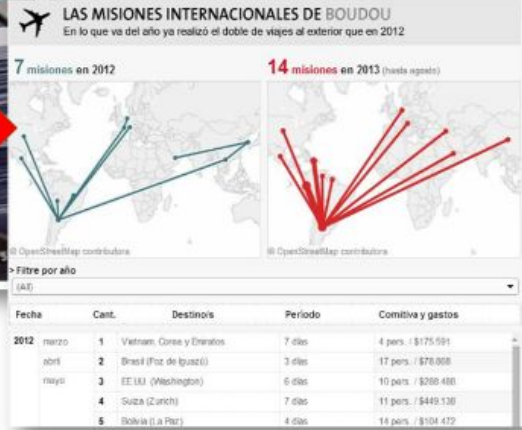 LAS MISIONES INTERNACIONALES DE BOUDOU
En lo que va del año ya realizó el doble de viajes al exterior que en 2012
7 misiones en 2012
14 misiones en 2013 (hasta agosto)
© OpenStreetMap contributors
© OpenStreetMap contributors
> Filtre por año
(All)
Fecha Cant. Destino/s Periodo Comitiva y gastos
2012 marzo 1 Vietnam, Corea y Emiratos 7 días 4 pers. / $175.591
abril 2 Brasil (Foz de Iguazú) 3 días 17 pers. / $78.868
mayo 3 EE.UU. (Washington) 6 días 10 pers. / $288.488
4 Suiza (Zurich) 7 días 11 pers. / $449.138
5 Bolivia (La Paz) 4 días 14 pers. / $104.472